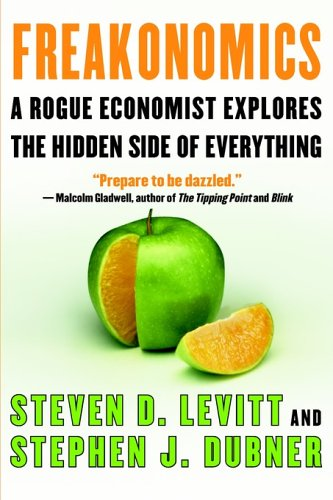 FREAKONOMICS
A ROGUE ECONOMIST EXPLORES
THE HIDDEN SIDE OF EVERYTHING
“Prepare to be dazzled.”
— Malcolm Gladwell, author of The Tipping Point and Blink
STEVEN D. LEVITT AND
STEPHEN J. DUBNER